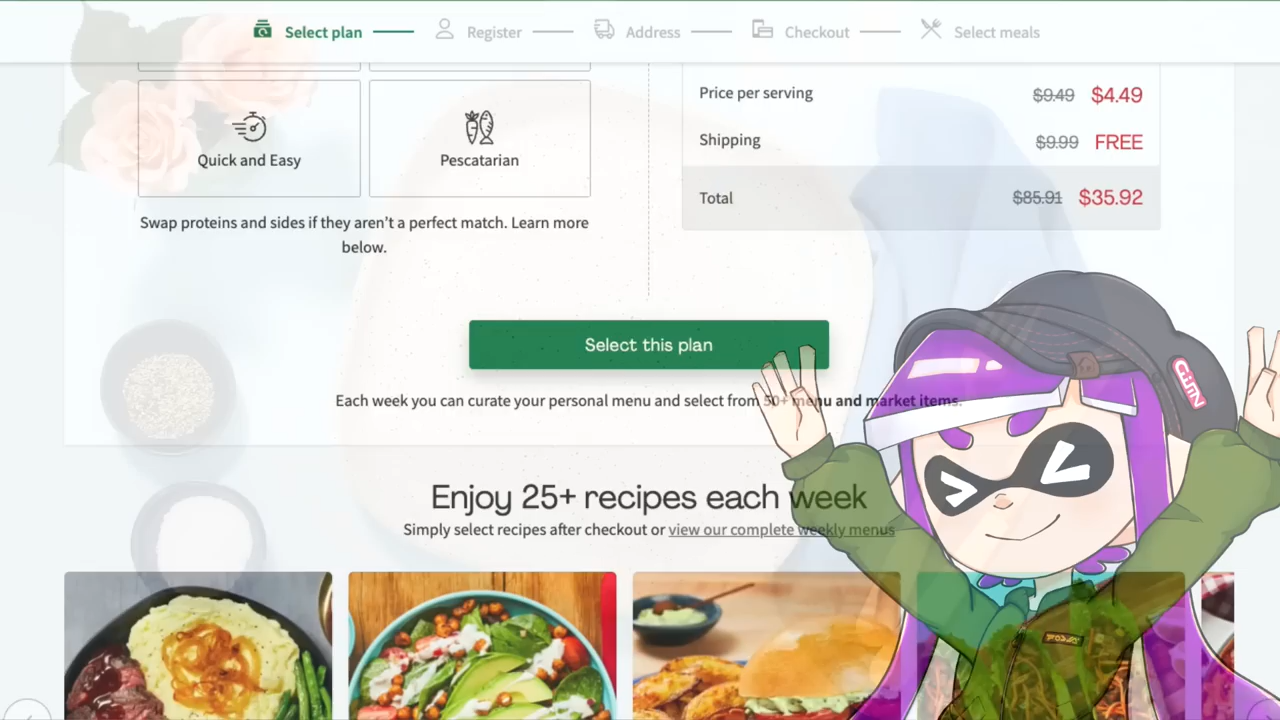 Select plan
Register
Address
Checkout
Select meals
Quick and Easy
Pescatarian
Swap proteins and sides if they aren't a perfect match. Learn more
below.
Price per serving $9.49 $4.49
Shipping $9.99 FREE
Total $85.91 $35.92
Select this plan
Each week you can curate your personal menu and select from 50+ menu and market items.
Enjoy 25+ recipes each week
Simply select recipes after checkout or view our complete weekly menus